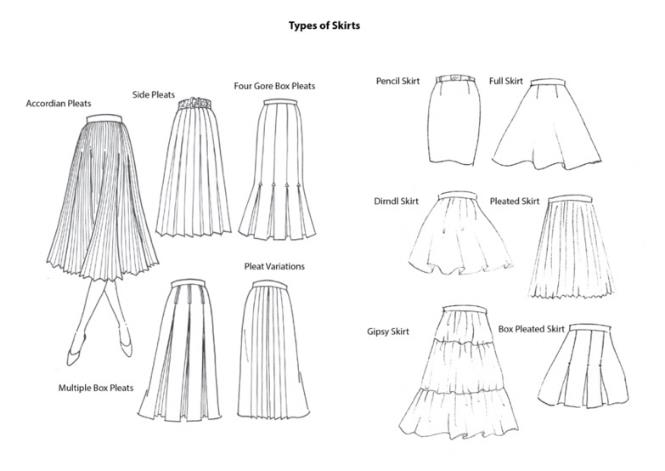 Types of Skirts
Accordian Pleats
Side Pleats
Four Gore Box Pleats
Multiple Box Pleats
Pleat Variations
Pencil Skirt
Full Skirt
Dirndl Skirt
Pleated Skirt
Gipsy Skirt
Box Pleated Skirt